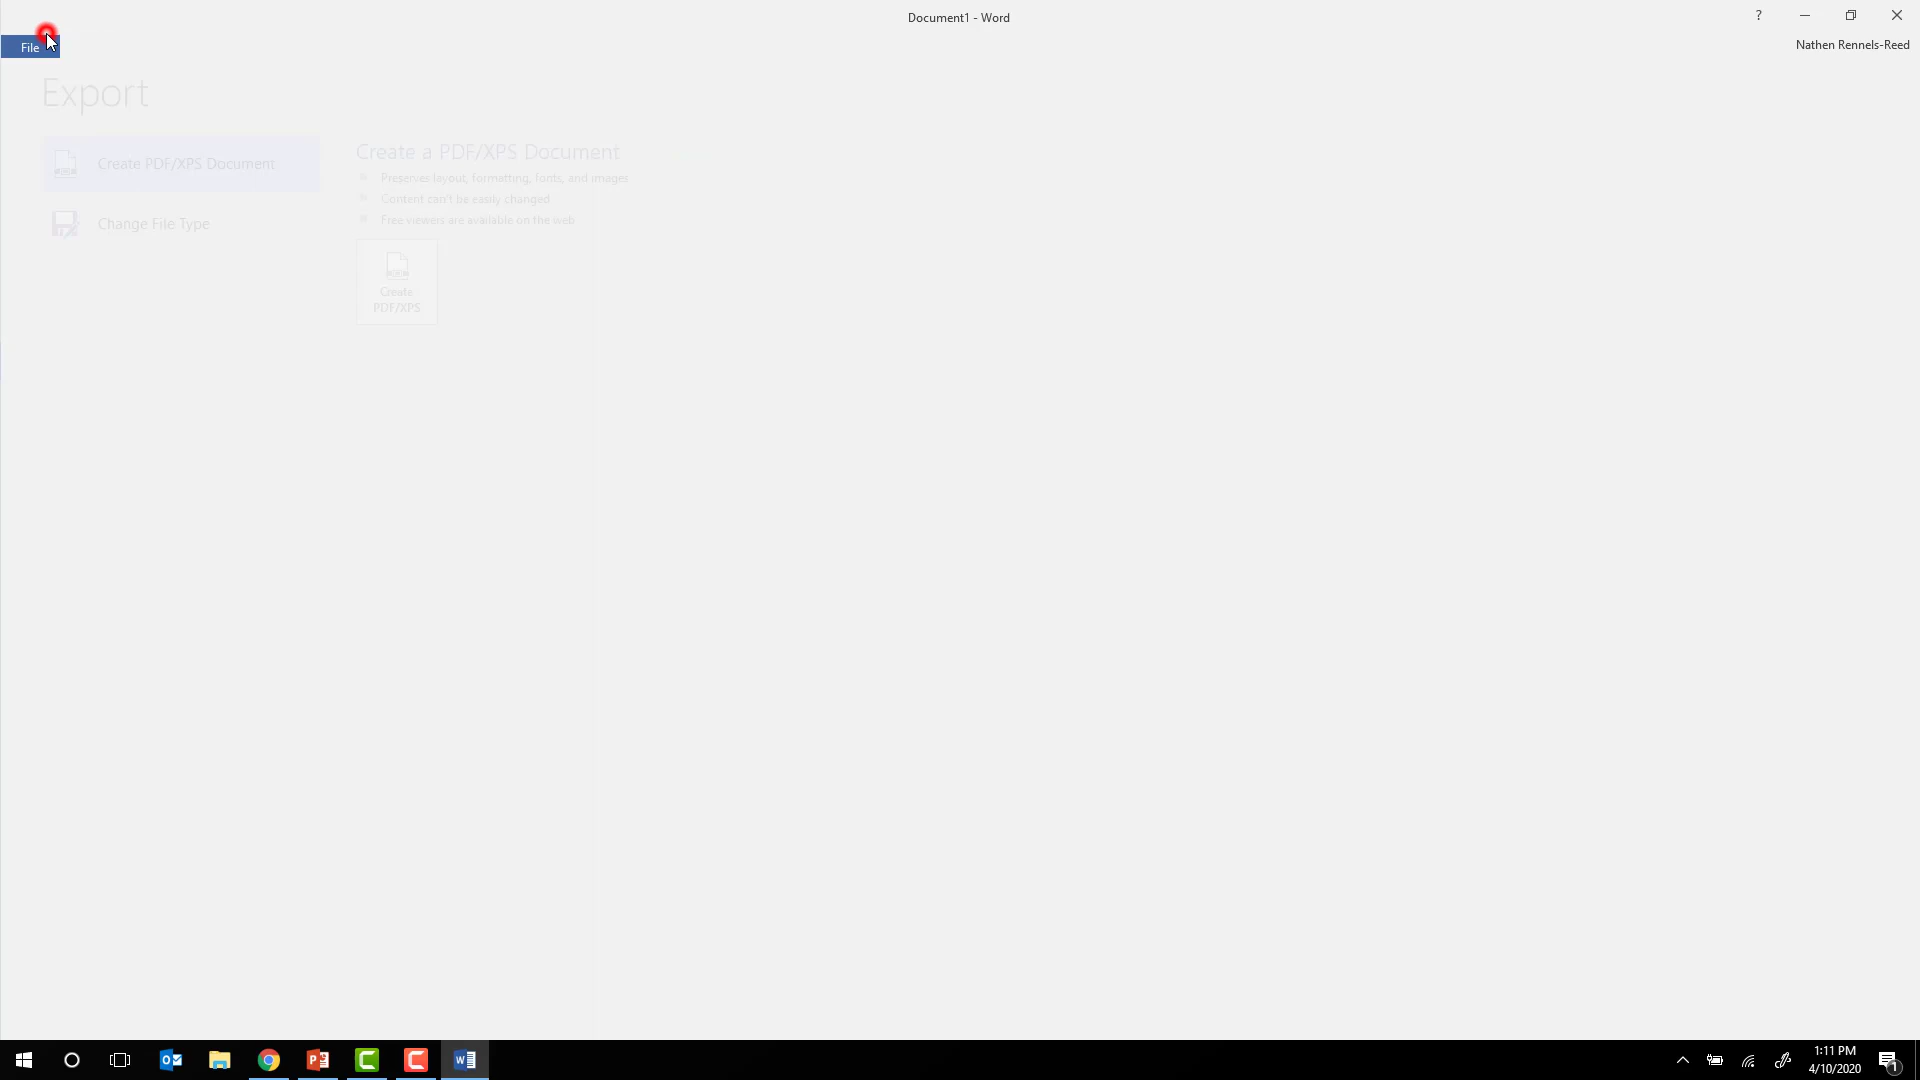 Document1 - Word
?
File
Nathen Rennels-Reed
Export
Create PDF/XPS Document
Change File Type
Create a PDF/XPS Document
Preserves layout, formatting, fonts, and images
Content can't be easily changed
Free viewers are available on the web
Create
PDF/XPS
1:11 PM
4/10/2020
1